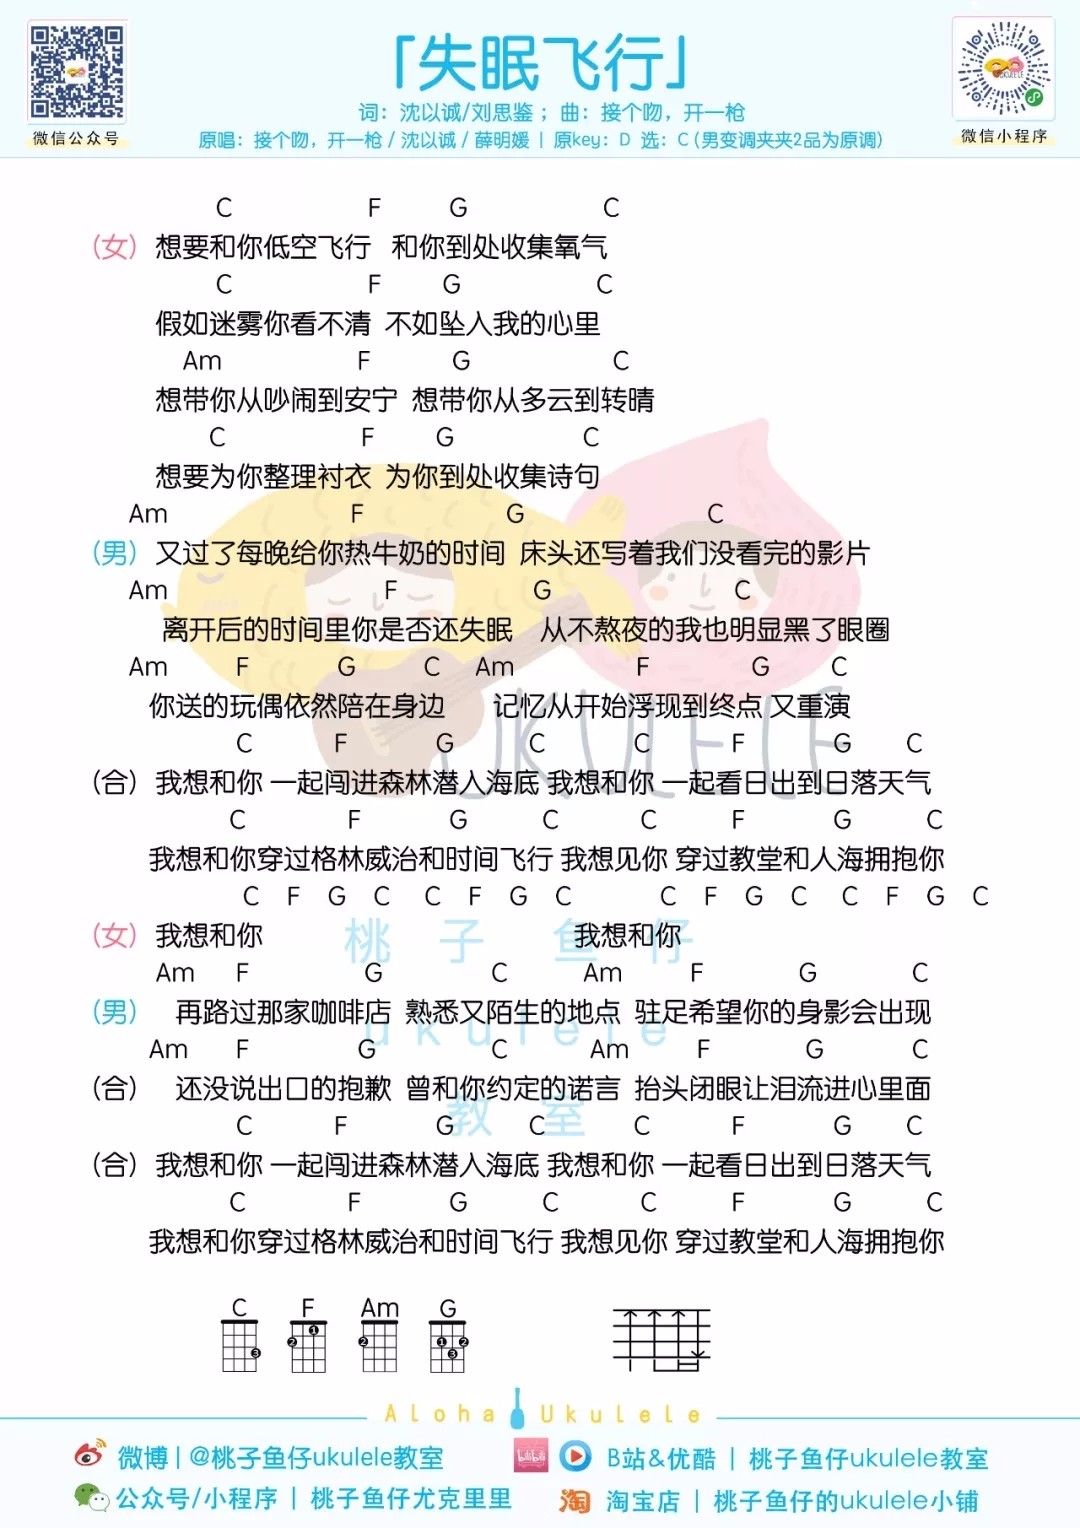 「失眠飞行」
词：沈以诚/刘思鉴；曲：接个吻，开一枪
原唱：接个吻，开一枪 / 沈以诚 / 薛明媛 | 原key：D 选：C (男变调夹夹2品为原调)
微信公众号
微信小程序
C F G C
(女) 想要和你低空飞行 和你到处收集氧气
C F G C
假如迷雾你看不清 不如坠入我的心里
Am F G C
想带你从吵闹到安宁 想带你从多云到转晴
C F G C
想要为你整理衬衣 为你到处收集诗句
Am F G C
(男) 又过了每晚给你热牛奶的时间 床头还写着我们没看完的影片
Am F G C
离开后的时间里你是否还失眠 从不熬夜的我也明显黑了眼圈
Am F G C Am F G C
你送的玩偶依然陪在身边 记忆从开始浮现到终点 又重演
C F G C C F G C
(合) 我想和你 一起闯进森林潜入海底 我想和你 一起看日出到日落天气
C F G C C F G C
我想和你穿过格林威治和时间飞行 我想见你 穿过教堂和人海拥抱你
C F G C C F G C C F G C C F G C
(女) 我想和你 我想和你
Am F G C Am F G C
(男) 再路过那家咖啡店 熟悉又陌生的地点 驻足希望你的身影会出现
Am F G C Am F G C
(合) 还没说出口的抱歉 曾和你约定的诺言 抬头闭眼让泪流进心里面
C F G C C F G C
(合) 我想和你 一起闯进森林潜入海底 我想和你 一起看日出到日落天气
C F G C C F G C
我想和你穿过格林威治和时间飞行 我想见你 穿过教堂和人海拥抱你
UKULELE
桃子鱼仔
ukulele
教室
C F Am G
3 2 1 2 1 2 3
Aloha Ukulele
微博 | @桃子鱼仔ukulele教室
bilibili B站&优酷 | 桃子鱼仔ukulele教室
公众号/小程序 | 桃子鱼仔尤克里里
淘 淘宝店 | 桃子鱼仔的ukulele小铺